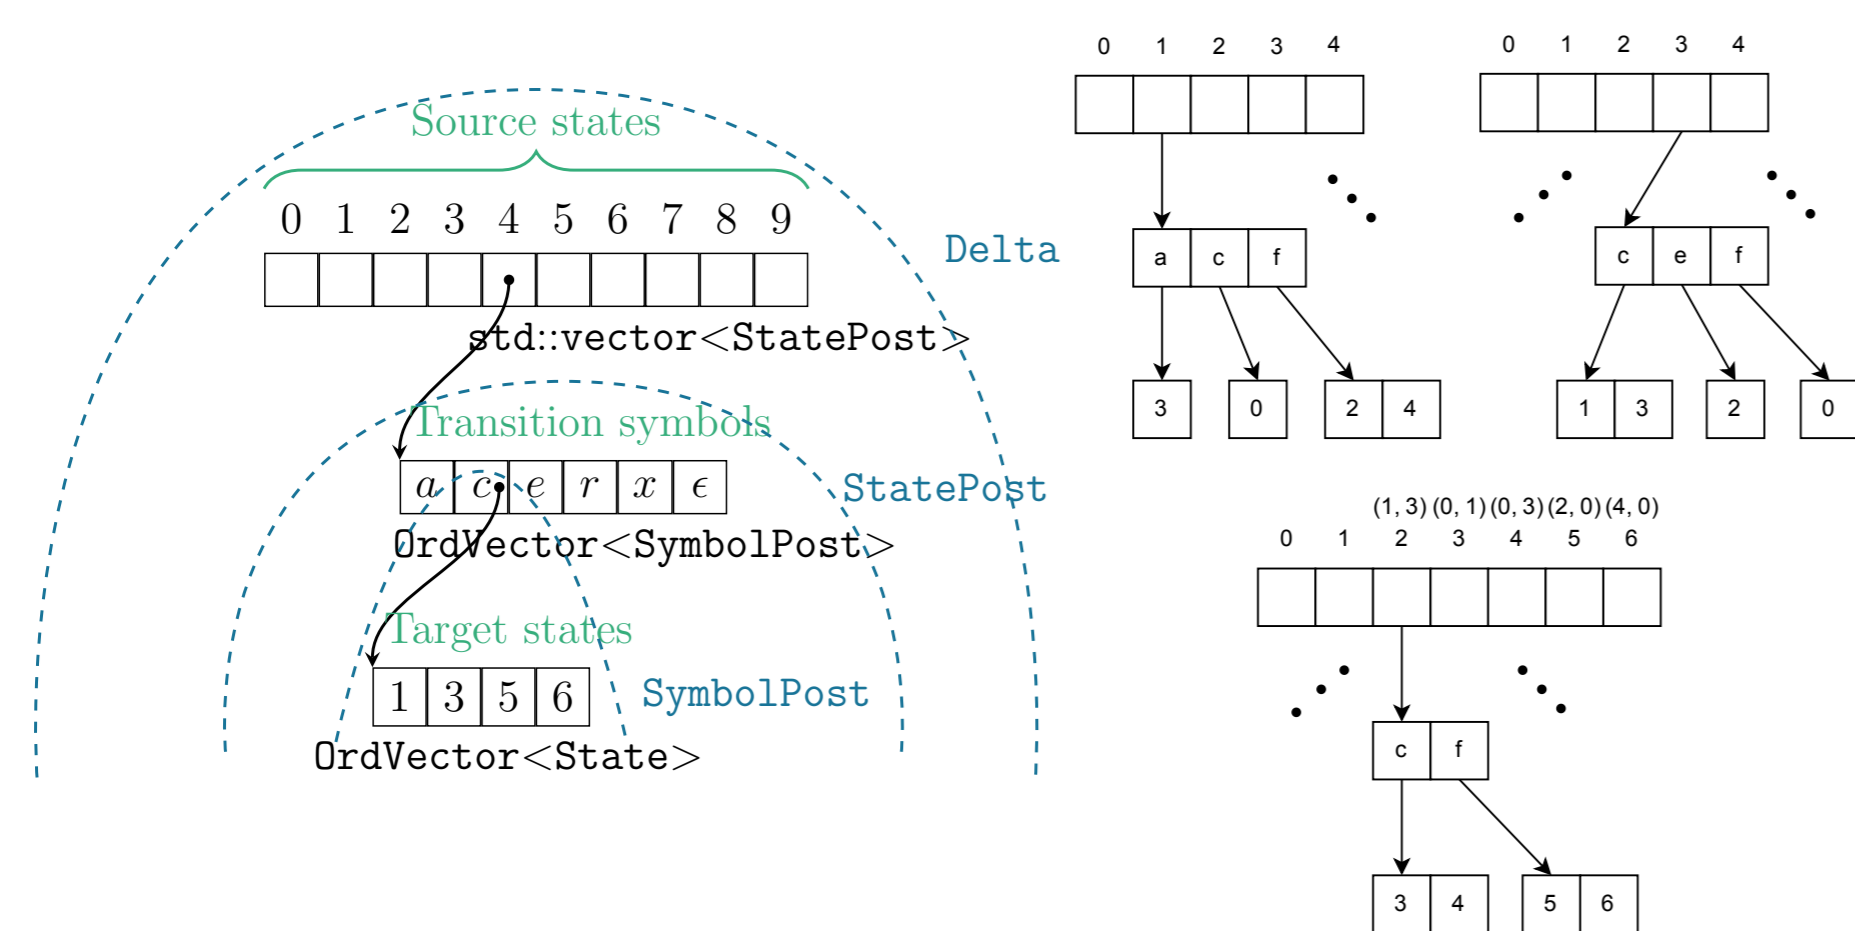 Source states
0 1 2 3 4 5 6 7 8 9
Delta
std::vector<StatePost>
Transition symbols
a c e r x ϵ
StatePost
OrdVector<SymbolPost>
Target states
1 3 5 6
SymbolPost
OrdVector<State>
0 1 2 3 4
a c f
3 0 2 4
0 1 2 3 4
c e f
1 3 2 0
(1, 3) (0, 1) (0, 3) (2, 0) (4, 0)
0 1 2 3 4 5 6
c f
3 4 5 6